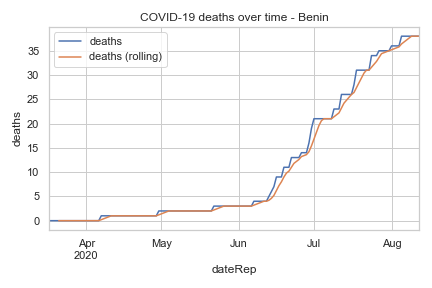 COVID-19 deaths over time - Benin
deaths
deaths (rolling)
35
30
25
20
15
10
5
0
deaths
Apr
2020
May
Jun
Jul
Aug
dateRep